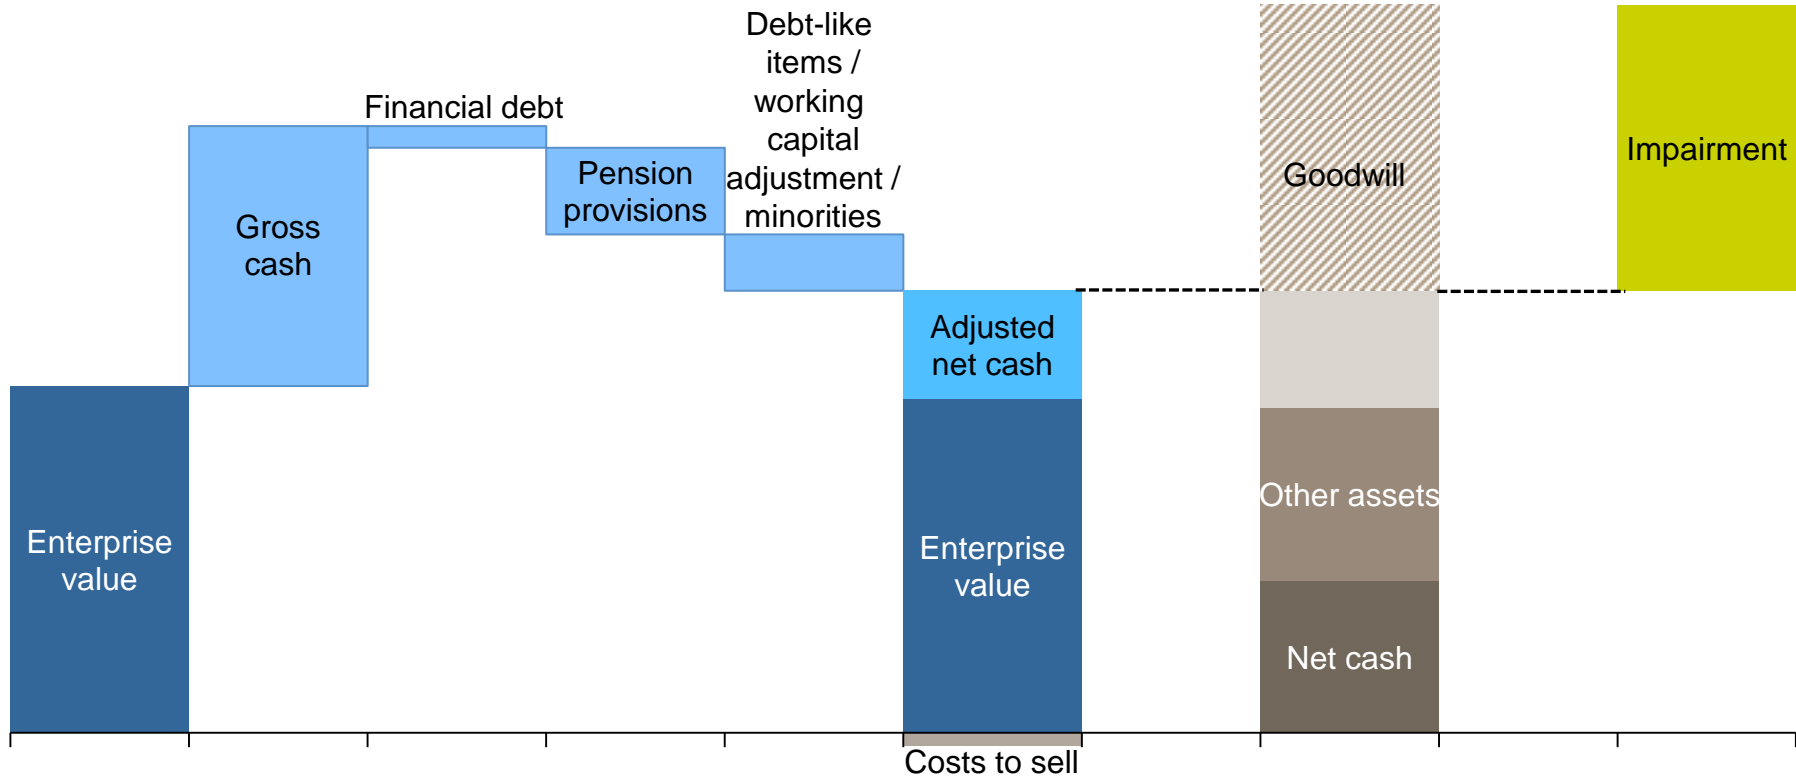 Enterprise
value
Gross
cash
Financial debt
Pension
provisions
Debt-like
items /
working
capital
adjustment /
minorities
Adjusted
net cash
Enterprise
value
Costs to sell
Goodwill
Other assets
Net cash
Impairment